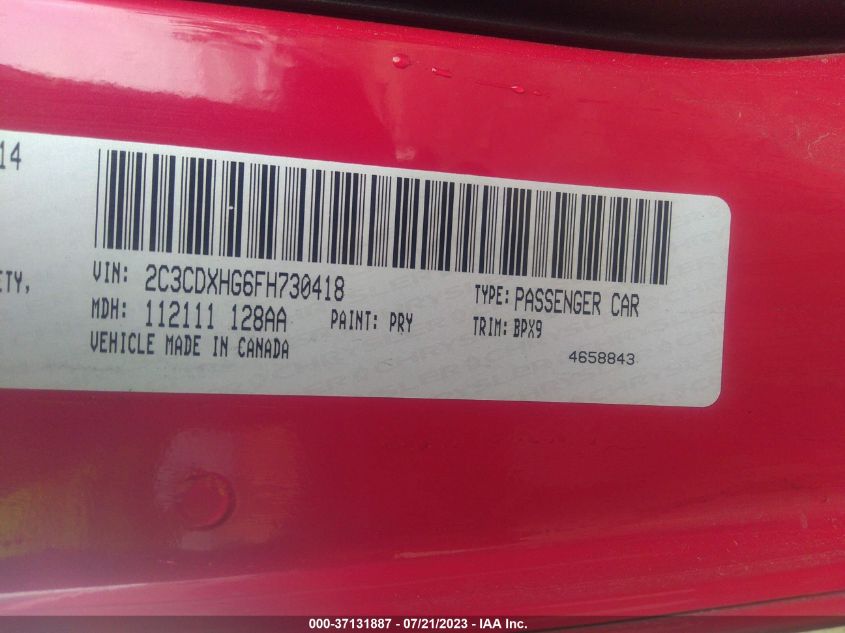 14
ETY,
VIN: 2C3CDXHG6FH730418
TYPE: PASSENGER CAR
MDH: 112111 128AA
PAINT: PRY
TRIM: BPX9
VEHICLE MADE IN CANADA
4658843
000-37131887 / 07/21/2023 - IAA Inc.